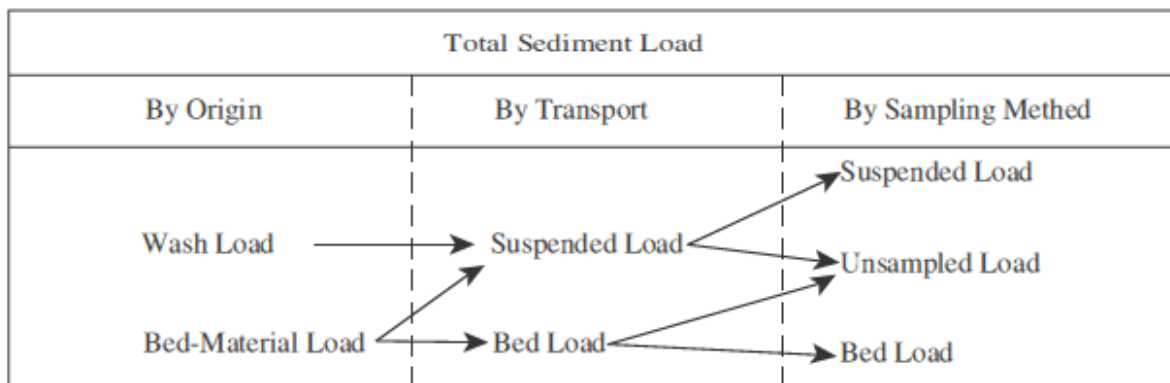 Total Sediment Load
By Origin By Transport By Sampling Methed
Suspended Load
Wash Load Suspended Load
Unsampled Load
Bed-Material Load Bed Load Bed Load